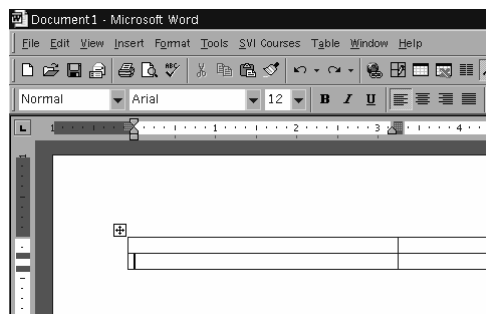 Document1 - Microsoft Word
File Edit View Insert Format Tools SVI Courses Table Window Help
Normal Arial 12 B I U
1 1 2 3 4